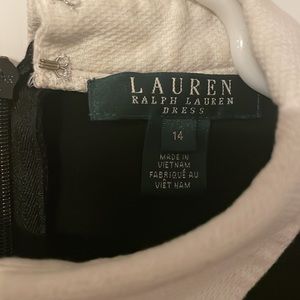 LAUREN
RALPH LAUREN
DRESS
14
MADE IN
VIETNAM
FABRIQUÉ AU
VIÊT NAM